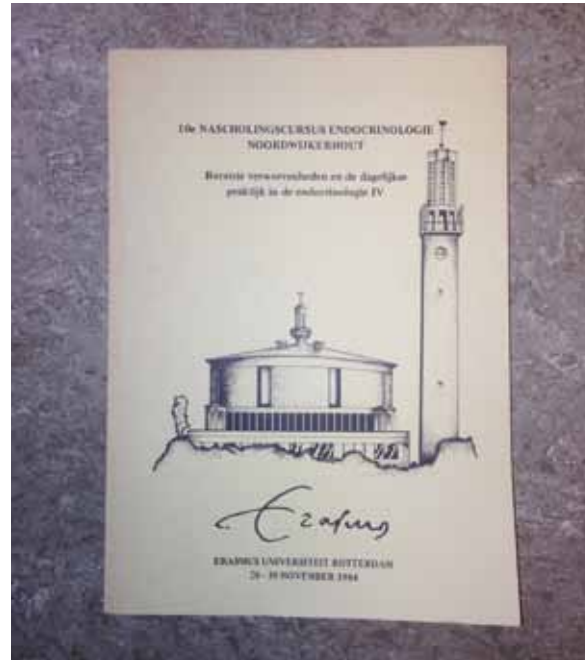 10e NASCHOLINGSCURSUS ENDOCRINOLOGIE
NOORDWIJKERHOUT
Recente verworvenheden en de dagelijkse
praktijk in de endocrinologie IV
Erasmus
ERASMUS UNIVERSITEIT ROTTERDAM
NOVEMBER